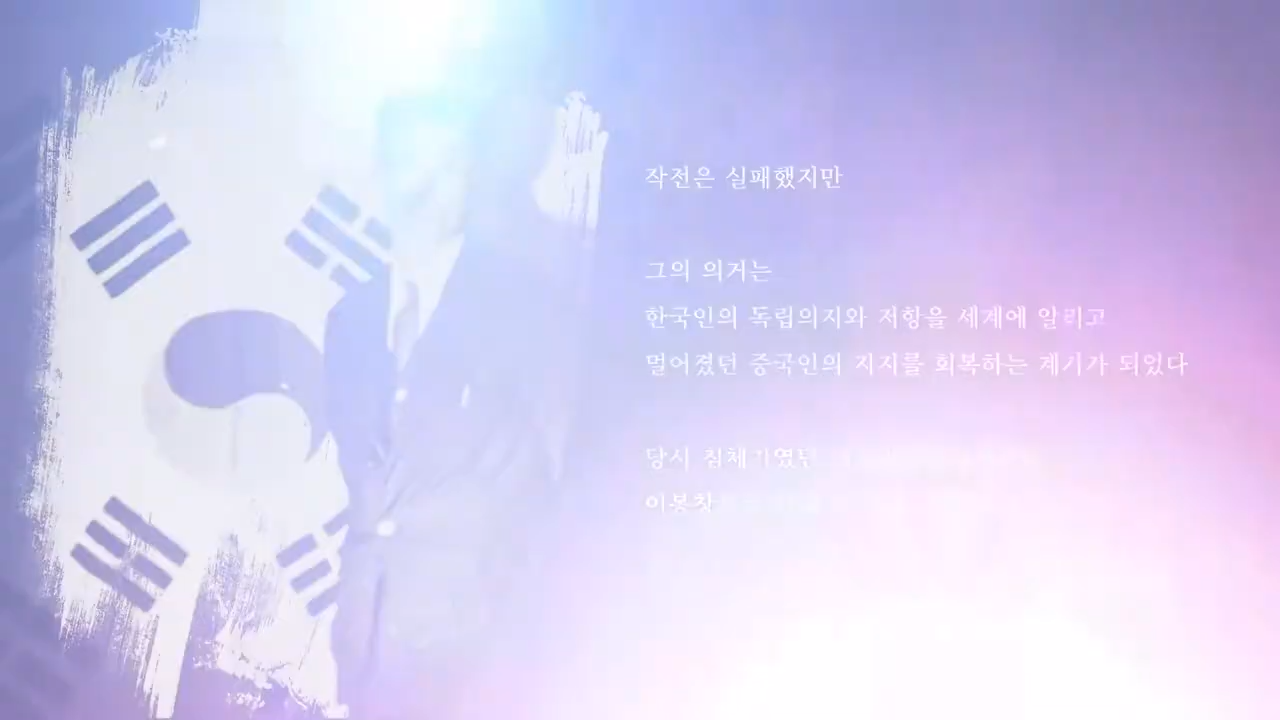 작전은 실패했지만
그의 의거는
한국인의 독립의지와 저항을 세계에 알리고
멀어졌던 중국인의 지지를 회복하는 계기가 되었다
당시 침체기였던
이봉창